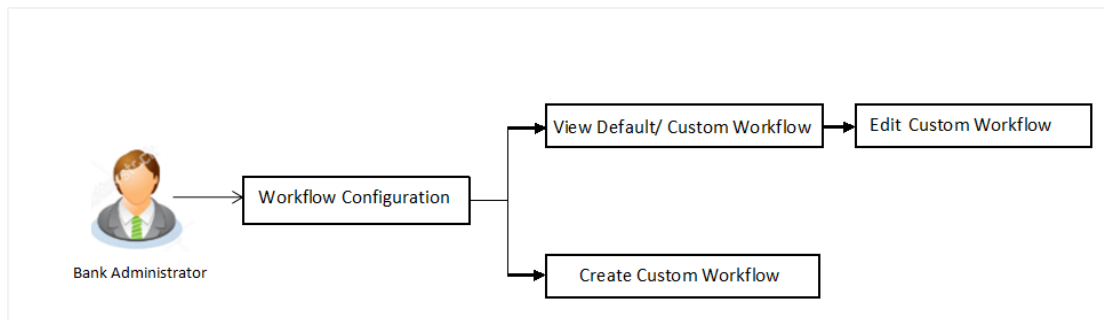 View Default/ Custom Workflow
Edit Custom Workflow
Workflow Configuration
Bank Administrator
Create Custom Workflow